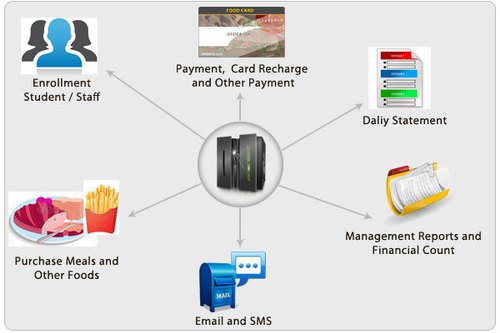 FOOD CARD
Payment, Card Recharge
and Other Payment
Enrollment
Student / Staff
Daliy Statement
Purchase Meals and
Other Foods
Management Reports and
Financial Count
MAIL
Email and SMS